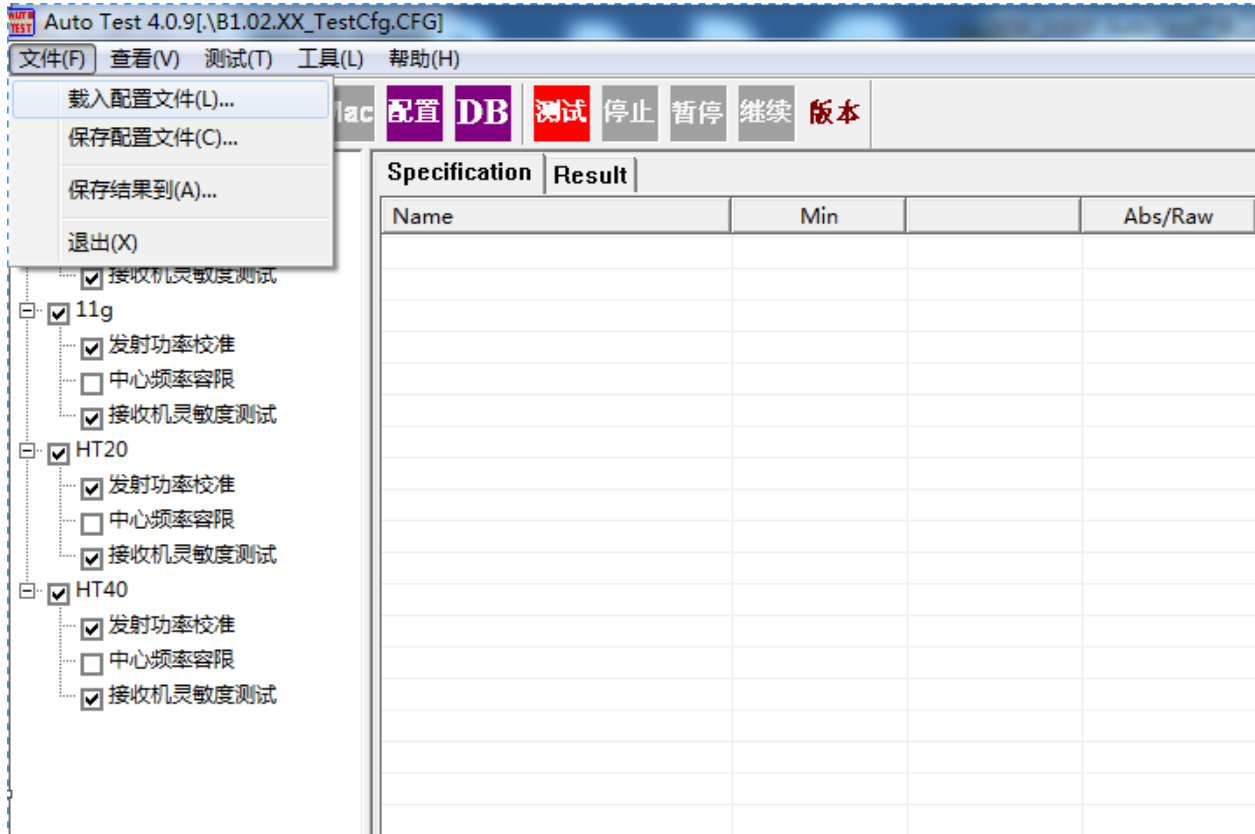 AUTO TEST Auto Test 4.0.9[.\B1.02.XX_TestCfg.CFG]
文件(F) 查看(V) 测试(T) 工具(L) 帮助(H)
载入配置文件(L)...
保存配置文件(C)...
保存结果到(A)...
退出(X)
配置 DB 测试 停止 暂停 继续 版本
Specification Result
Name Min Abs/Raw
接收机灵敏度测试
11g
发射功率校准
中心频率容限
接收机灵敏度测试
HT20
发射功率校准
中心频率容限
接收机灵敏度测试
HT40
发射功率校准
中心频率容限
接收机灵敏度测试